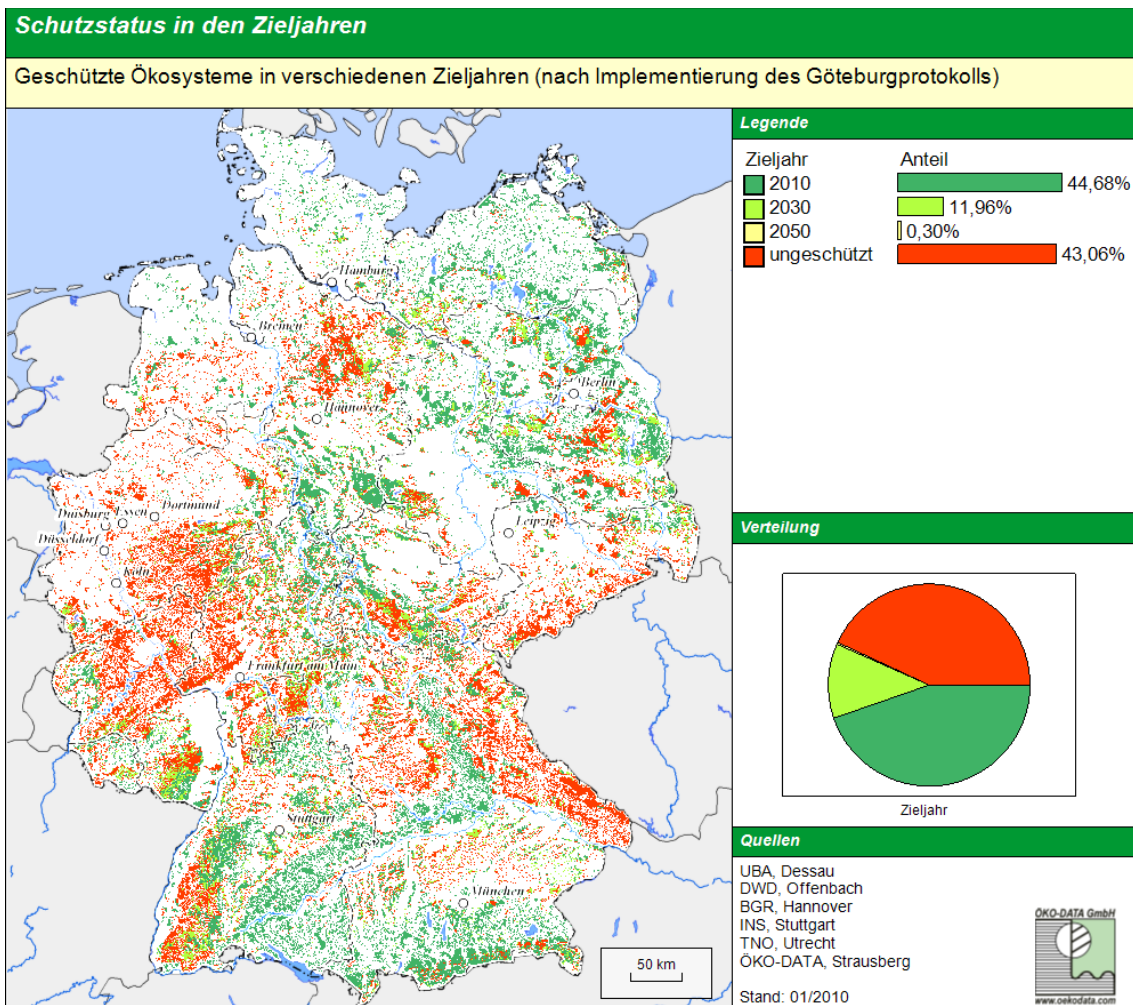 Schutzstatus in den Zieljahren
Geschützte Ökosysteme in verschiedenen Zieljahren (nach Implementierung des Göteburgprotokolls)
Legende
Zieljahr Anteil
2010 44,68%
2030 11,96%
2050 0,30%
ungeschützt 43,06%
Hamburg
Bremen
Berlin
Hannover
Dortmund
Essen
Duisburg
Düsseldorf
Leipzig
Köln
Frankfurt am Main
Stuttgart
München
50 km
Verteilung
Zieljahr
Quellen
UBA, Dessau
DWD, Offenbach
BGR, Hannover
INS, Stuttgart
TNO, Utrecht
ÖKO-DATA, Strausberg
Stand: 01/2010
ÖKO-DATA GmbH
www.oekodata.com